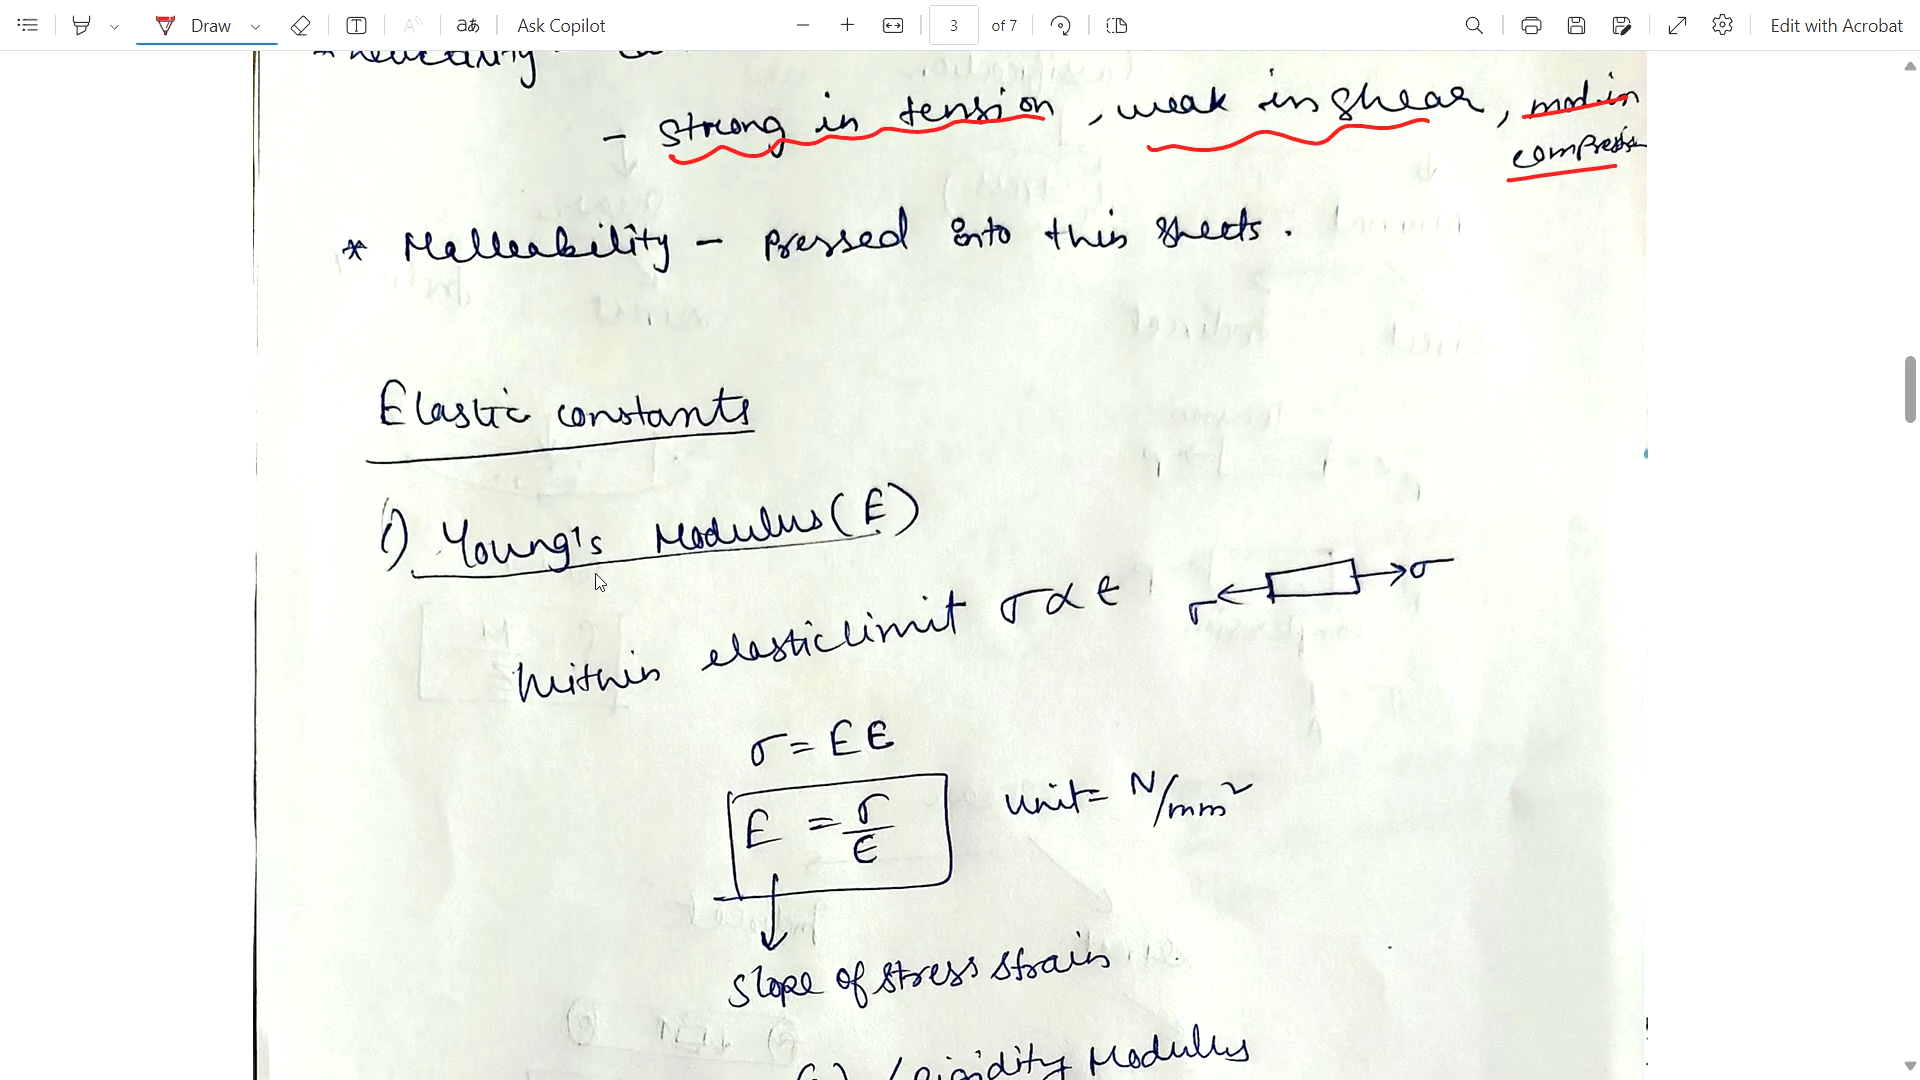 Draw
Ask Copilot
3 of 7
Edit with Acrobat
- strong in tension, weak in shear, mod.in
compression
* Malleability - Pressed into thin sheets.
Elastic constants
1) Young's Modulus (E)
Within elastic limit σ ∝ ϵ
σ ← → σ
σ = Eϵ
E = σ/ϵ unit = N/mm²
Slope of stress strain
Rigidity Modulus